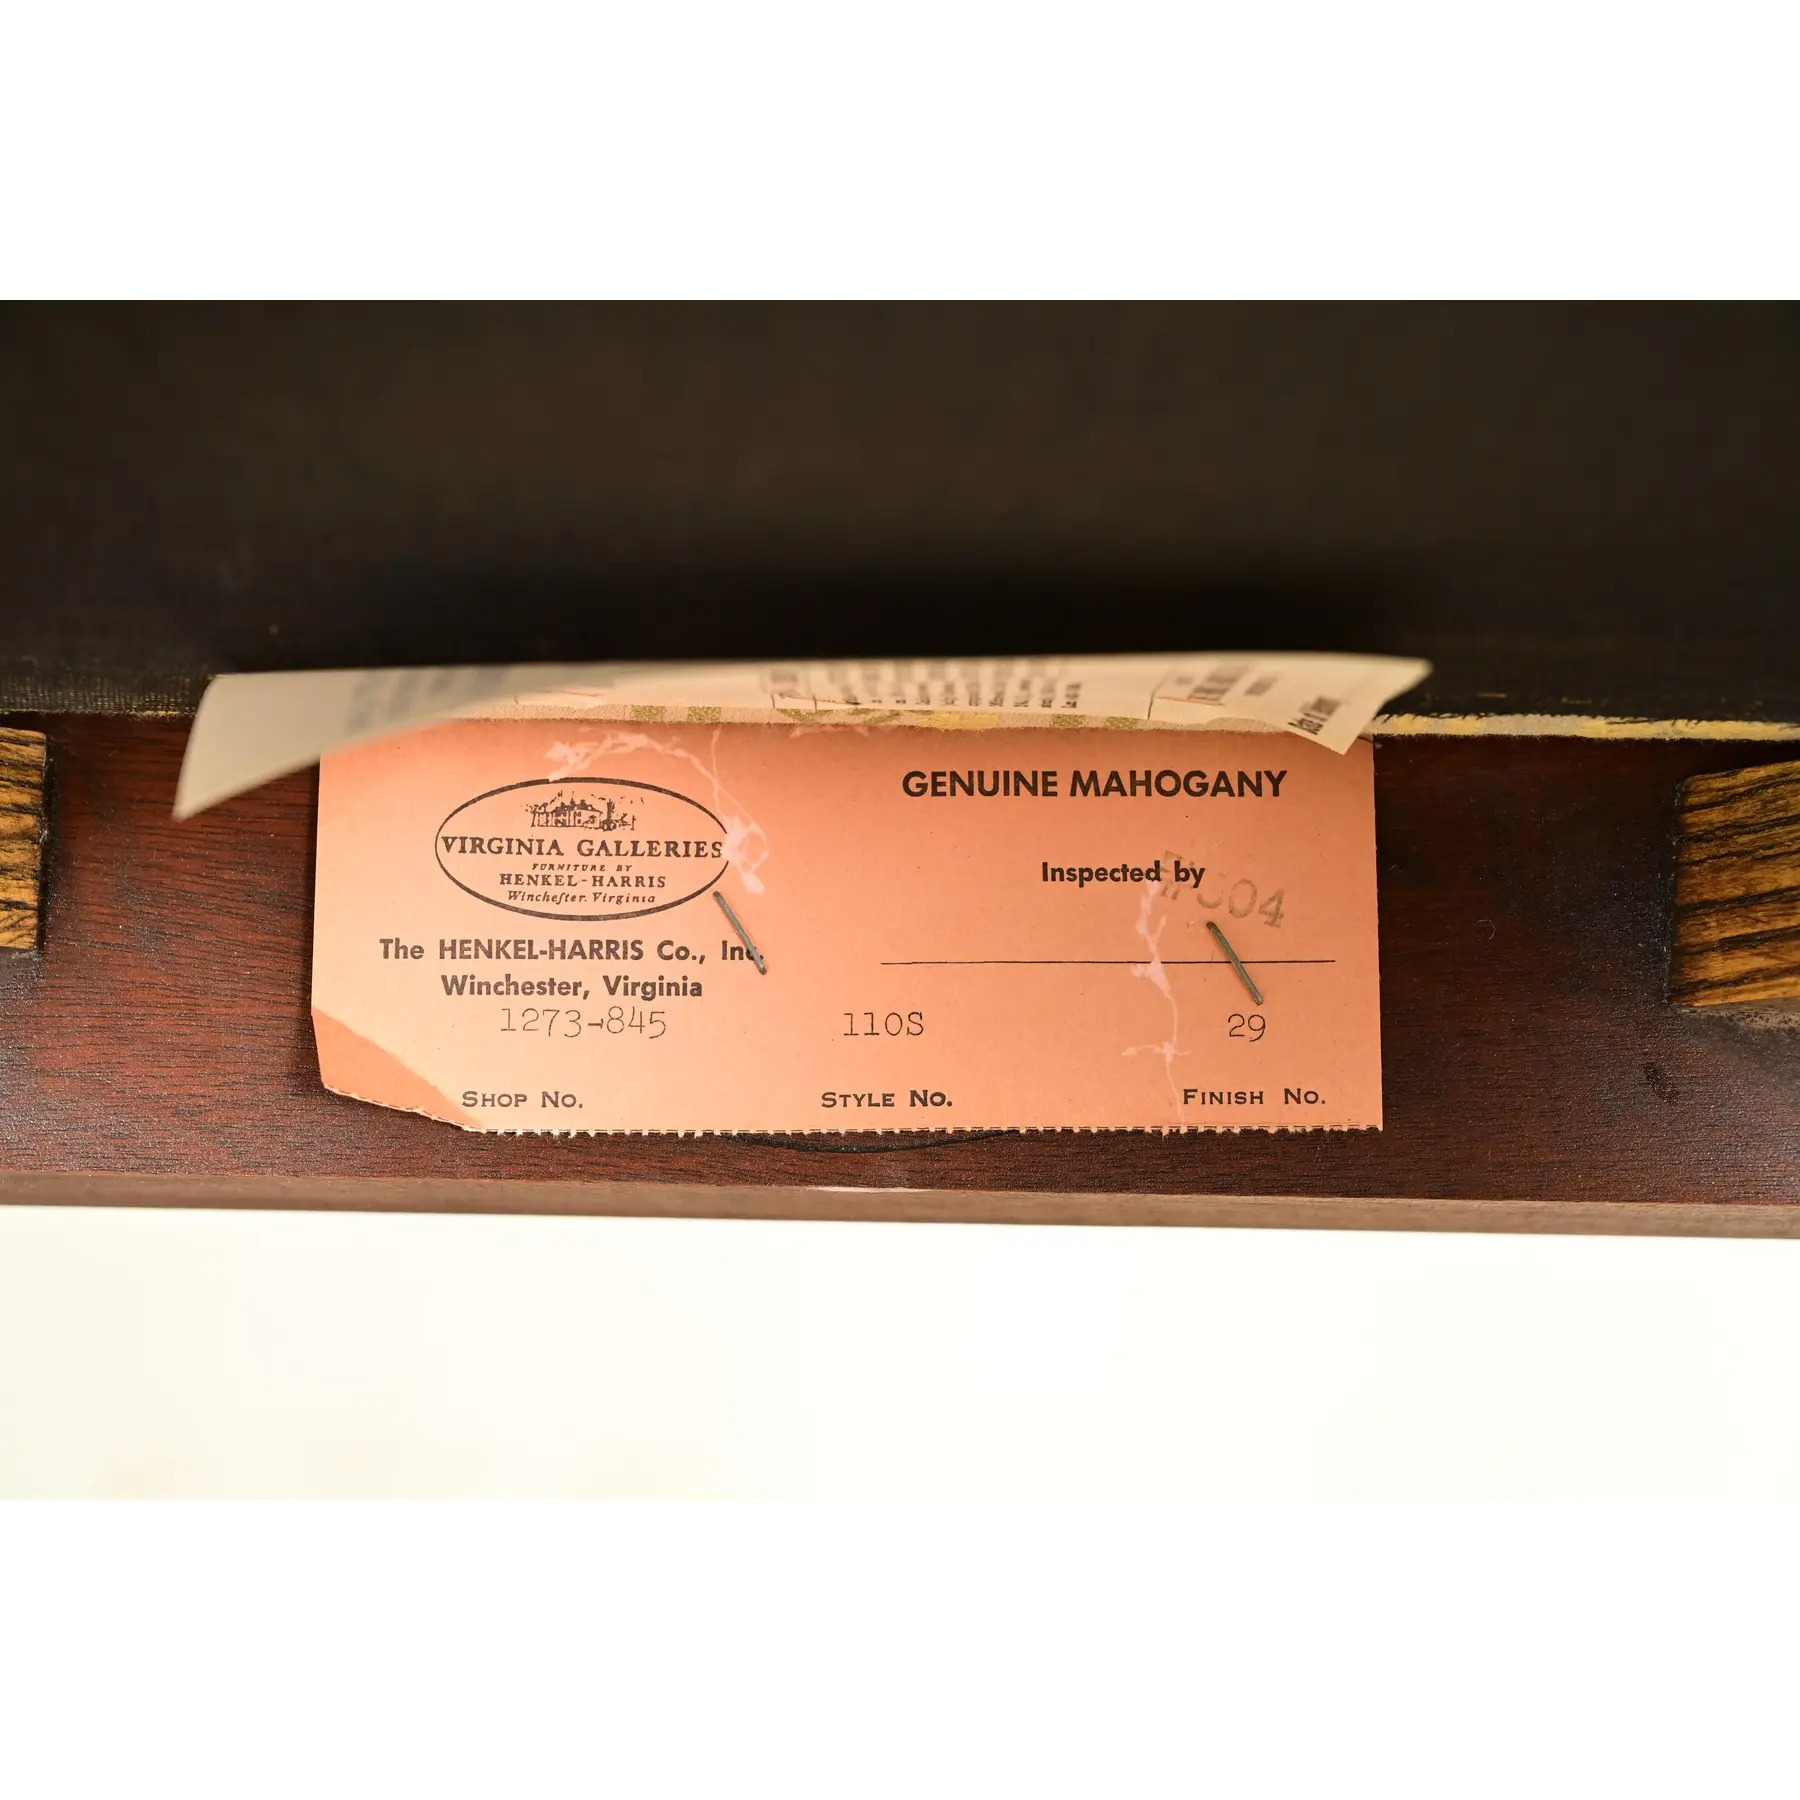 VIRGINIA GALLERIES
FURNITURE BY
HENKEL-HARRIS
Winchester. Virginia
The HENKEL-HARRIS Co., Inc.
Winchester, Virginia
GENUINE MAHOGANY
Inspected by
1273-845 110S 29
SHOP NO. STYLE NO. FINISH NO.